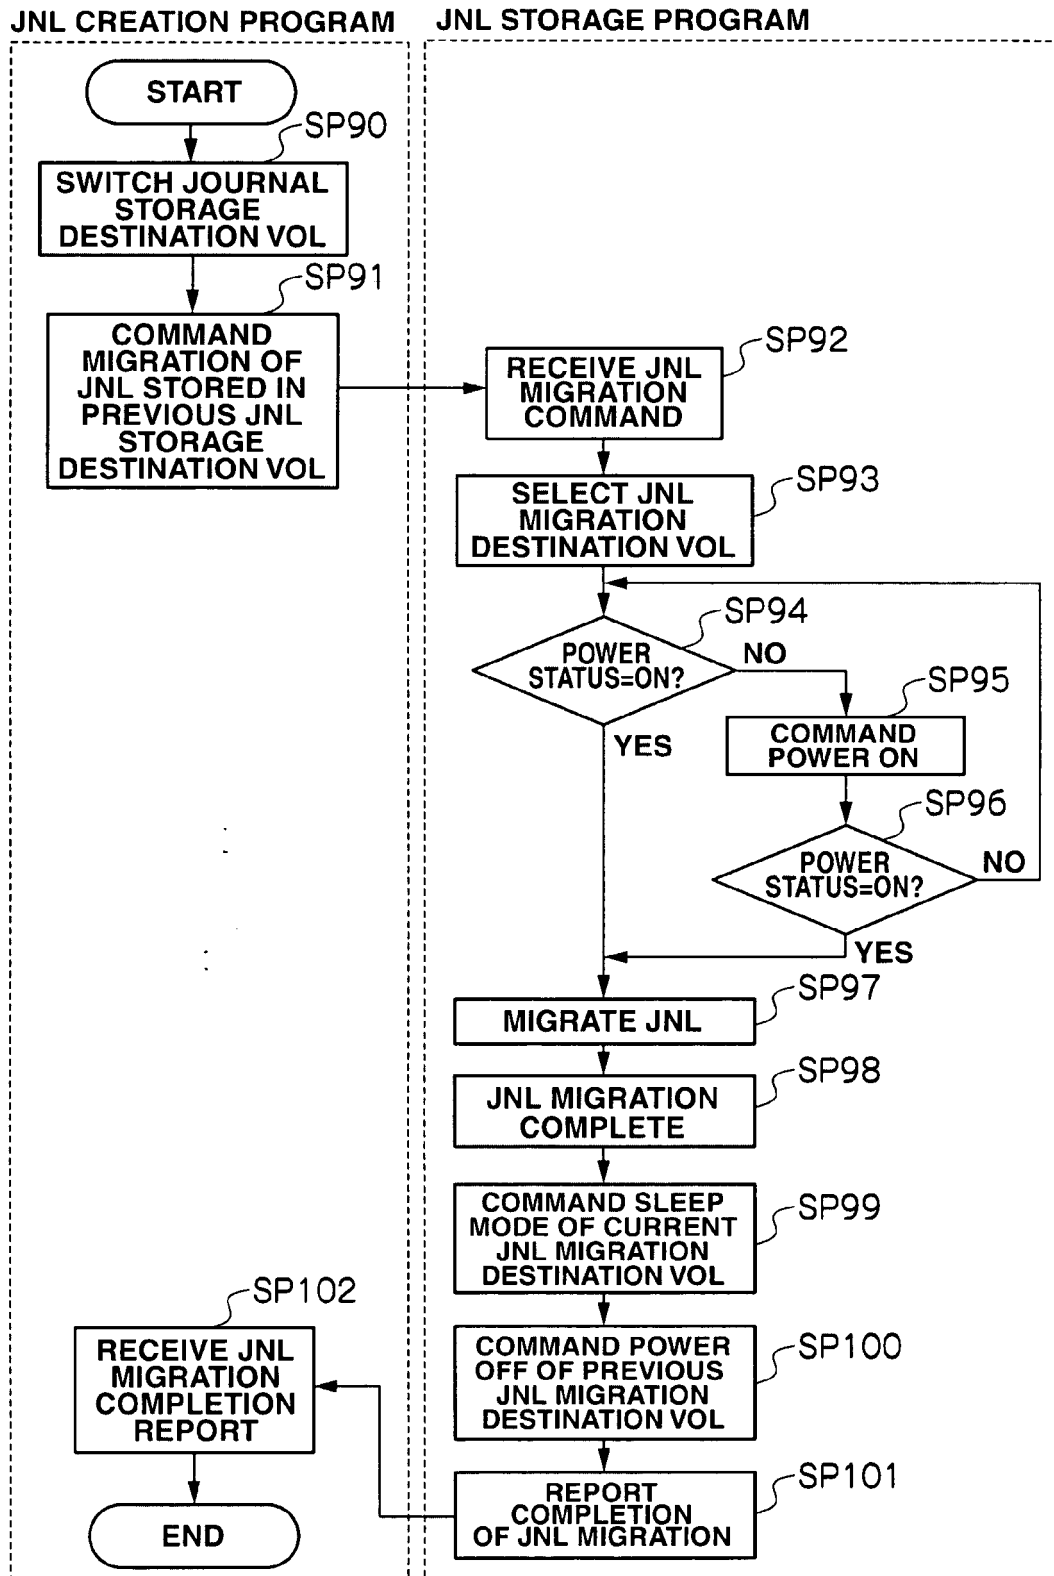 JNL CREATION PROGRAM
JNL STORAGE PROGRAM
START
SP90
SWITCH JOURNAL
STORAGE
DESTINATION VOL
SP91
COMMAND
MIGRATION OF
JNL STORED IN
PREVIOUS JNL
STORAGE
DESTINATION VOL
SP92
RECEIVE JNL
MIGRATION
COMMAND
SP93
SELECT JNL
MIGRATION
DESTINATION VOL
SP94
POWER
STATUS=ON?
NO
YES
SP95
COMMAND
POWER ON
SP96
POWER
STATUS=ON?
NO
YES
SP97
MIGRATE JNL
SP98
JNL MIGRATION
COMPLETE
SP99
COMMAND SLEEP
MODE OF CURRENT
JNL MIGRATION
DESTINATION VOL
SP100
COMMAND POWER
OFF OF PREVIOUS
JNL MIGRATION
DESTINATION VOL
SP101
REPORT
COMPLETION
OF JNL MIGRATION
SP102
RECEIVE JNL
MIGRATION
COMPLETION
REPORT
END